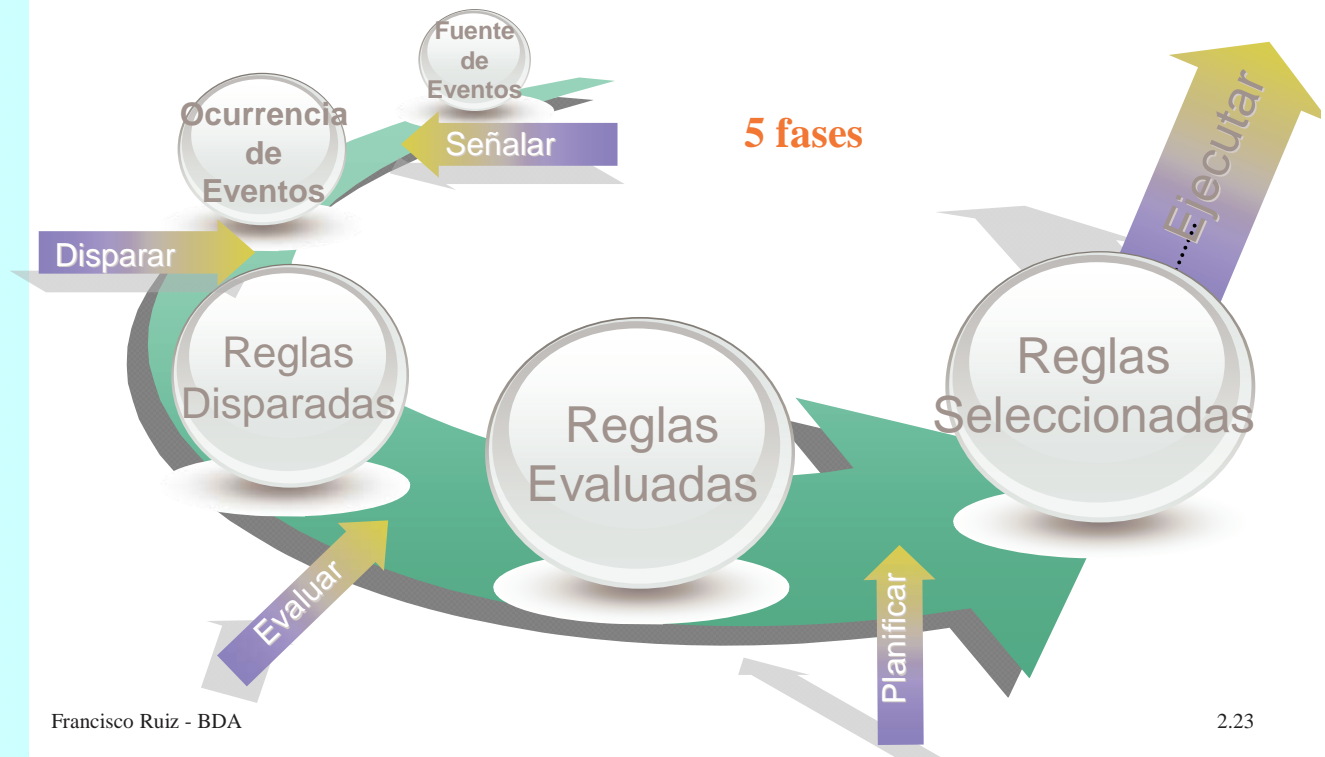 Fuente
de
Eventos
Ocurrencia
de
Eventos
Señalar
5 fases
Ejecutar
Disparar
Reglas
Disparadas
Reglas
Evaluadas
Reglas
Seleccionadas
Evaluar
Planificar
Francisco Ruiz - BDA
2.23